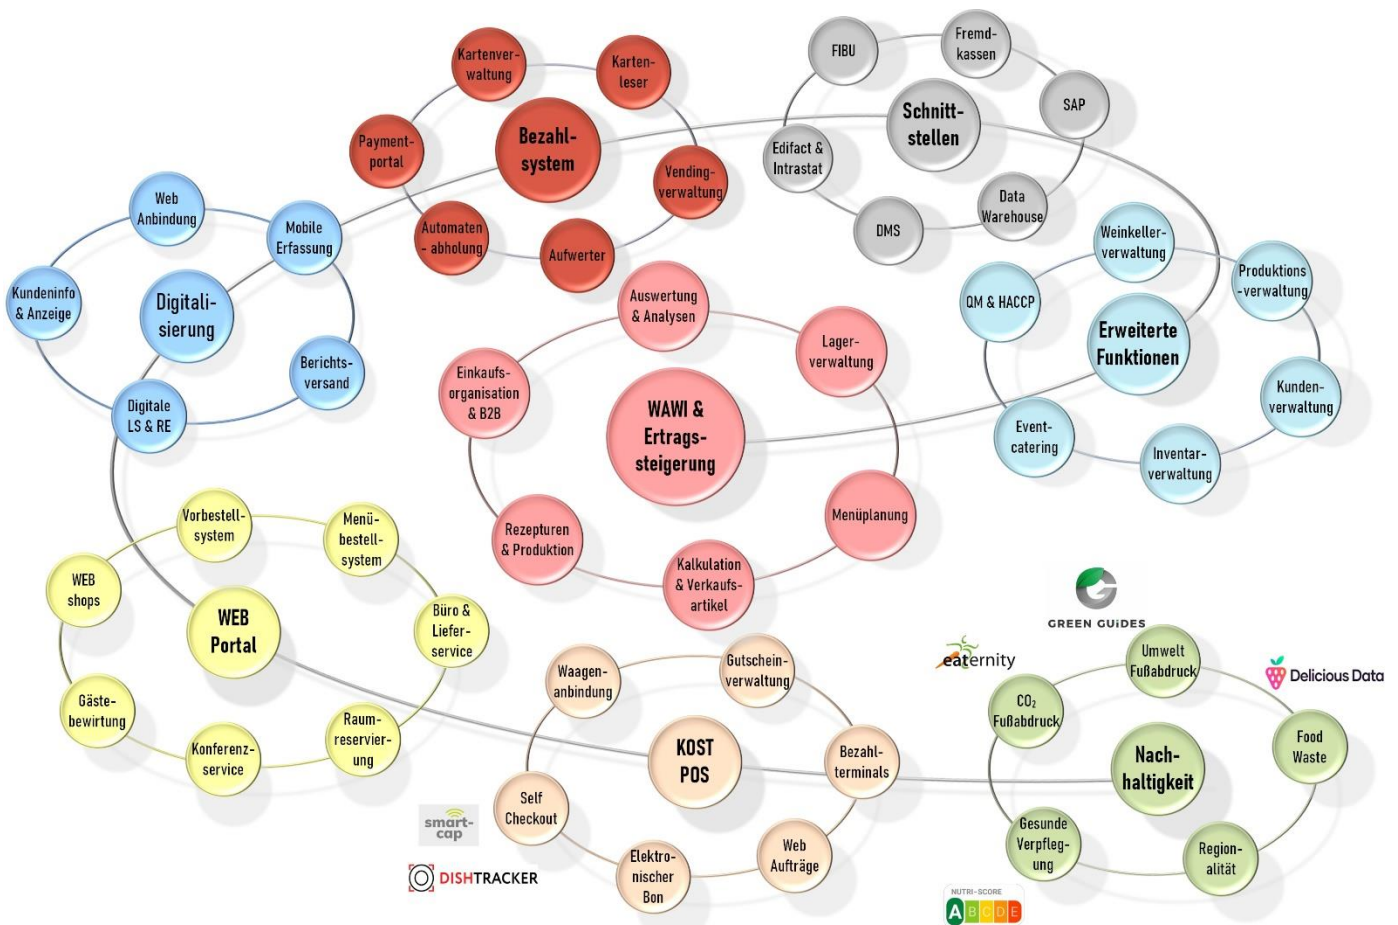 Bezahl-
system
Kartenver-
waltung
Karten-
leser
Payment-
portal
Vending-
verwaltung
Automaten
- abholung
Aufwerter
Schnitt-
stellen
FIBU
Fremd-
kassen
SAP
Edifact &
Intrastat
Data
Warehouse
DMS
Digitali-
sierung
Web
Anbindung
Mobile
Erfassung
Kundeninfo
& Anzeige
Berichts-
versand
Digitale
LS & RE
WAWI &
Ertrags-
steigerung
Auswertung
& Analysen
Lager-
verwaltung
Einkaufs-
organisation
& B2B
Menüplanung
Rezepturen
& Produktion
Kalkulation
& Verkaufs-
artikel
Erweiterte
Funktionen
Weinkeller-
verwaltung
Produktions
-verwaltung
QM & HACCP
Kunden-
verwaltung
Event-
catering
Inventar-
verwaltung
WEB
Portal
Vorbestell-
system
Menü-
bestell-
system
WEB
shops
Büro &
Liefer-
service
Gäste-
bewirtung
Raum-
reservier-
ung
Konferenz-
service
KOST
POS
Waagen-
anbindung
Gutschein-
verwaltung
Bezahl-
terminals
Self
Checkout
Web
Aufträge
Elektro-
nischer
Bon
smart-
cap
DISHTRACKER
Nach-
haltigkeit
GREEN GUiDES
eaternity
Delicious Data
Umwelt
Fußabdruck
CO₂
Fußabdruck
Food
Waste
Gesunde
Verpfleg-
ung
Region-
alität
NUTRI-SCORE
A B C D E